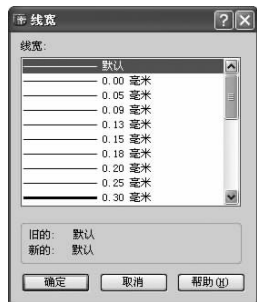 线宽
线宽:
默认
0.00 毫米
0.05 毫米
0.09 毫米
0.13 毫米
0.15 毫米
0.18 毫米
0.20 毫米
0.25 毫米
0.30 毫米
旧的: 默认
新的: 默认
确定 取消 帮助(H)